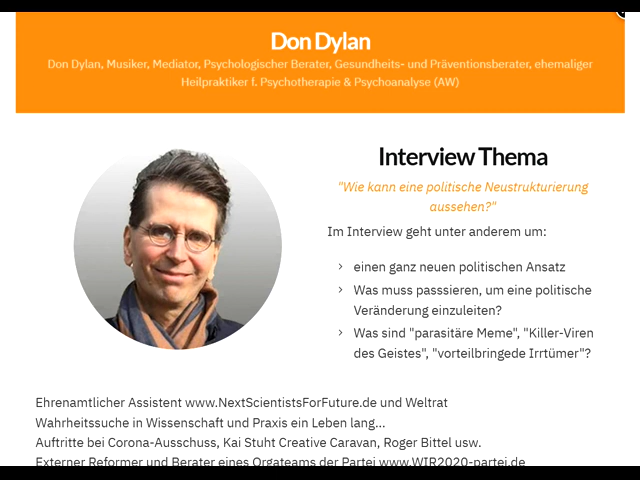 Don Dylan
Don Dylan, Musiker, Mediator, Psychologischer Berater, Gesundheits- und Präventionsberater, ehemaliger
Heilpraktiker f. Psychotherapie & Psychoanalyse (AW)
Interview Thema
"Wie kann eine politische Neustrukturierung
aussehen?"
Im Interview geht unter anderem um:
einen ganz neuen politischen Ansatz
Was muss passsieren, um eine politische
Veränderung einzuleiten?
Was sind "parasitäre Meme", "Killer-Viren
des Geistes", "vorteilbringede Irrtümer"?
Ehrenamtlicher Assistent www.NextScientistsForFuture.de und Weltrat
Wahrheitssuche in Wissenschaft und Praxis ein Leben lang...
Auftritte bei Corona-Ausschuss, Kai Stuht Creative Caravan, Roger Bittel usw.
Externer Reformer und Berater eines Orgateams der Partei www.WIR2020-partei.de